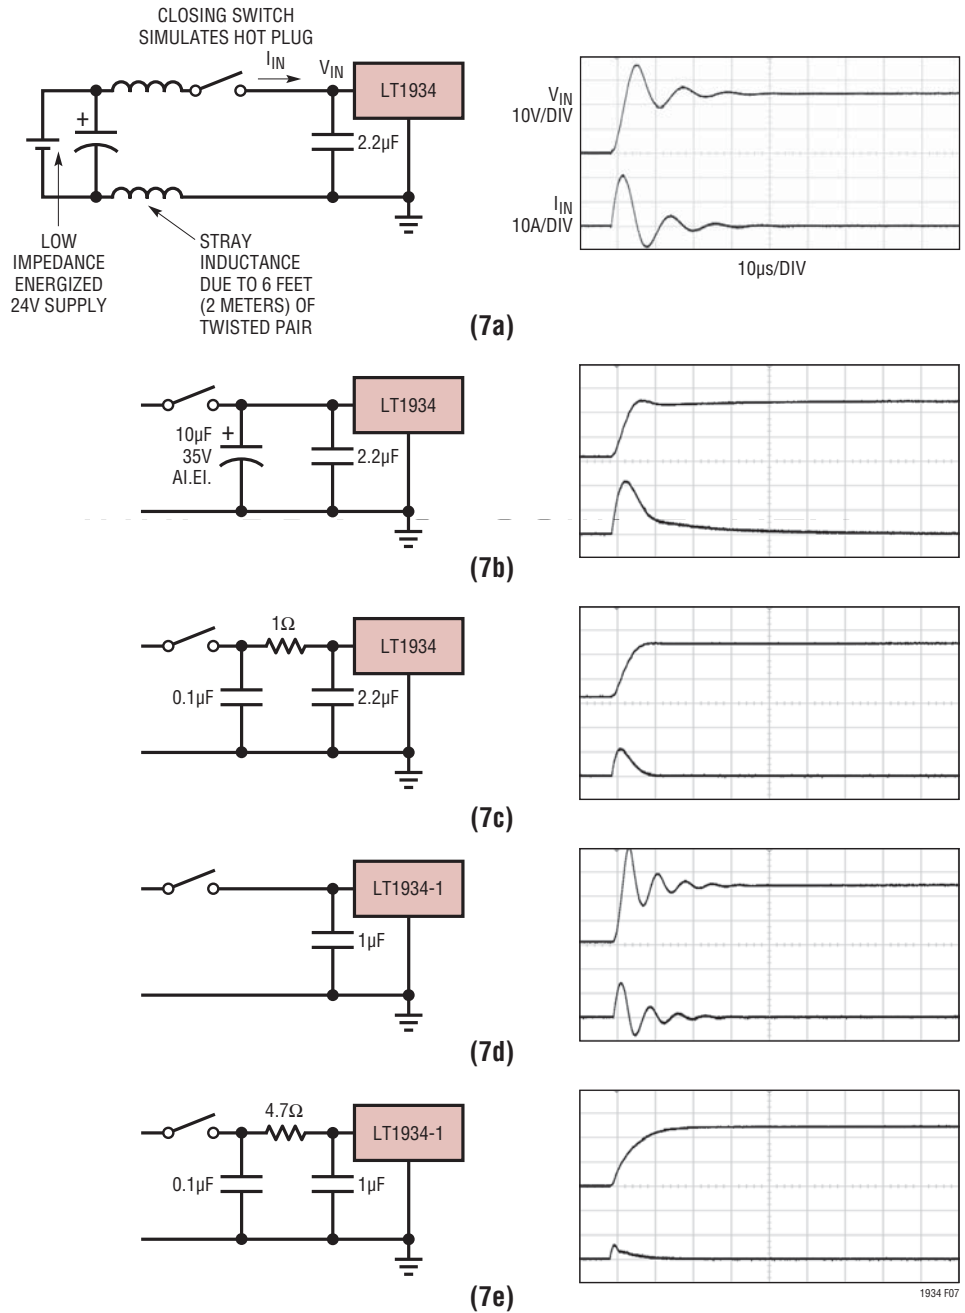 CLOSING SWITCH
SIMULATES HOT PLUG
IIN
VIN
LT1934
+
2.2µF
LOW
IMPEDANCE
ENERGIZED
24V SUPPLY
STRAY
INDUCTANCE
DUE TO 6 FEET
(2 METERS) OF
TWISTED PAIR
VIN
10V/DIV
IIN
10A/DIV
10µs/DIV
(7a)
LT1934
10µF
35V
AI.EI.
+
2.2µF
(7b)
1Ω
LT1934
0.1µF
2.2µF
(7c)
LT1934-1
1µF
(7d)
4.7Ω
LT1934-1
0.1µF
1µF
(7e)
1934 F07